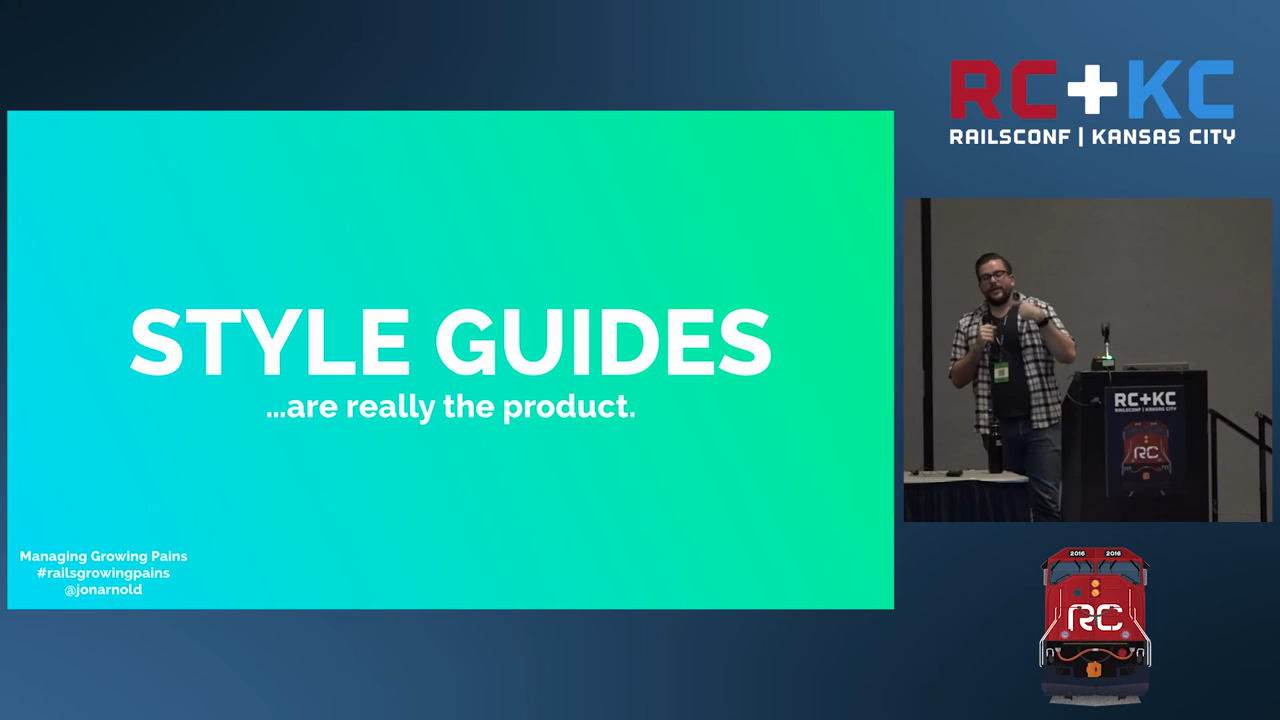 RC+KC
RAILSCONF | KANSAS CITY
STYLE GUIDES
...are really the product.
Managing Growing Pains
#railsgrowingpains
@jonarnold
RC+KC
RAILSCONF | KANSAS CITY
RC
2016 2016
RC